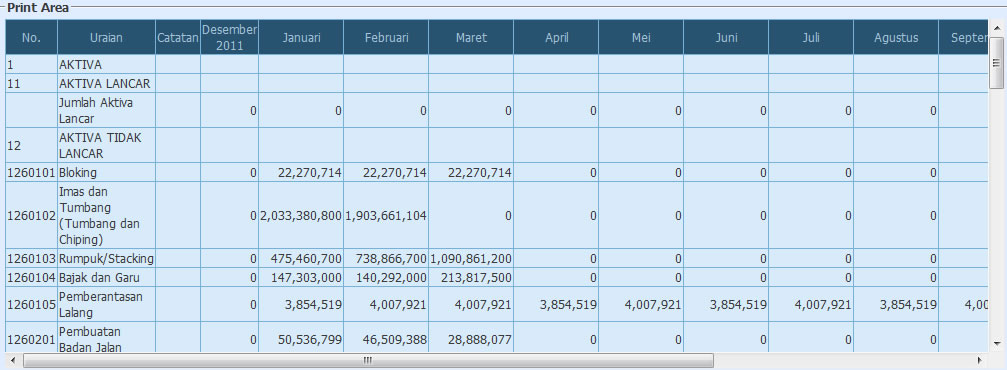 Print Area
No. Uraian Catatan Desember 2011 Januari Februari Maret April Mei Juni Juli Agustus
1 AKTIVA
11 AKTIVA LANCAR
Jumlah Aktiva
Lancar 0 0 0 0 0 0 0 0 0
12 AKTIVA TIDAK
LANCAR
1260101 Bloking 0 22,270,714 22,270,714 22,270,714 0 0 0 0 0
Imas dan
Tumbang
1260102 (Tumbang dan
Chiping) 0 2,033,380,800 1,903,661,104 0 0 0 0 0 0
1260103 Rumpuk/Stacking 0 475,460,700 738,866,700 1,090,861,200 0 0 0 0 0
1260104 Bajak dan Garu 0 147,303,000 140,292,000 213,817,500 0 0 0 0 0
1260105 Pemberantasan
Lalang 0 3,854,519 4,007,921 4,007,921 3,854,519 4,007,921 3,854,519 4,007,921 3,854,519
1260201 Pembuatan
Badan Jalan 0 50,536,799 46,509,388 28,888,077 0 0 0 0 0